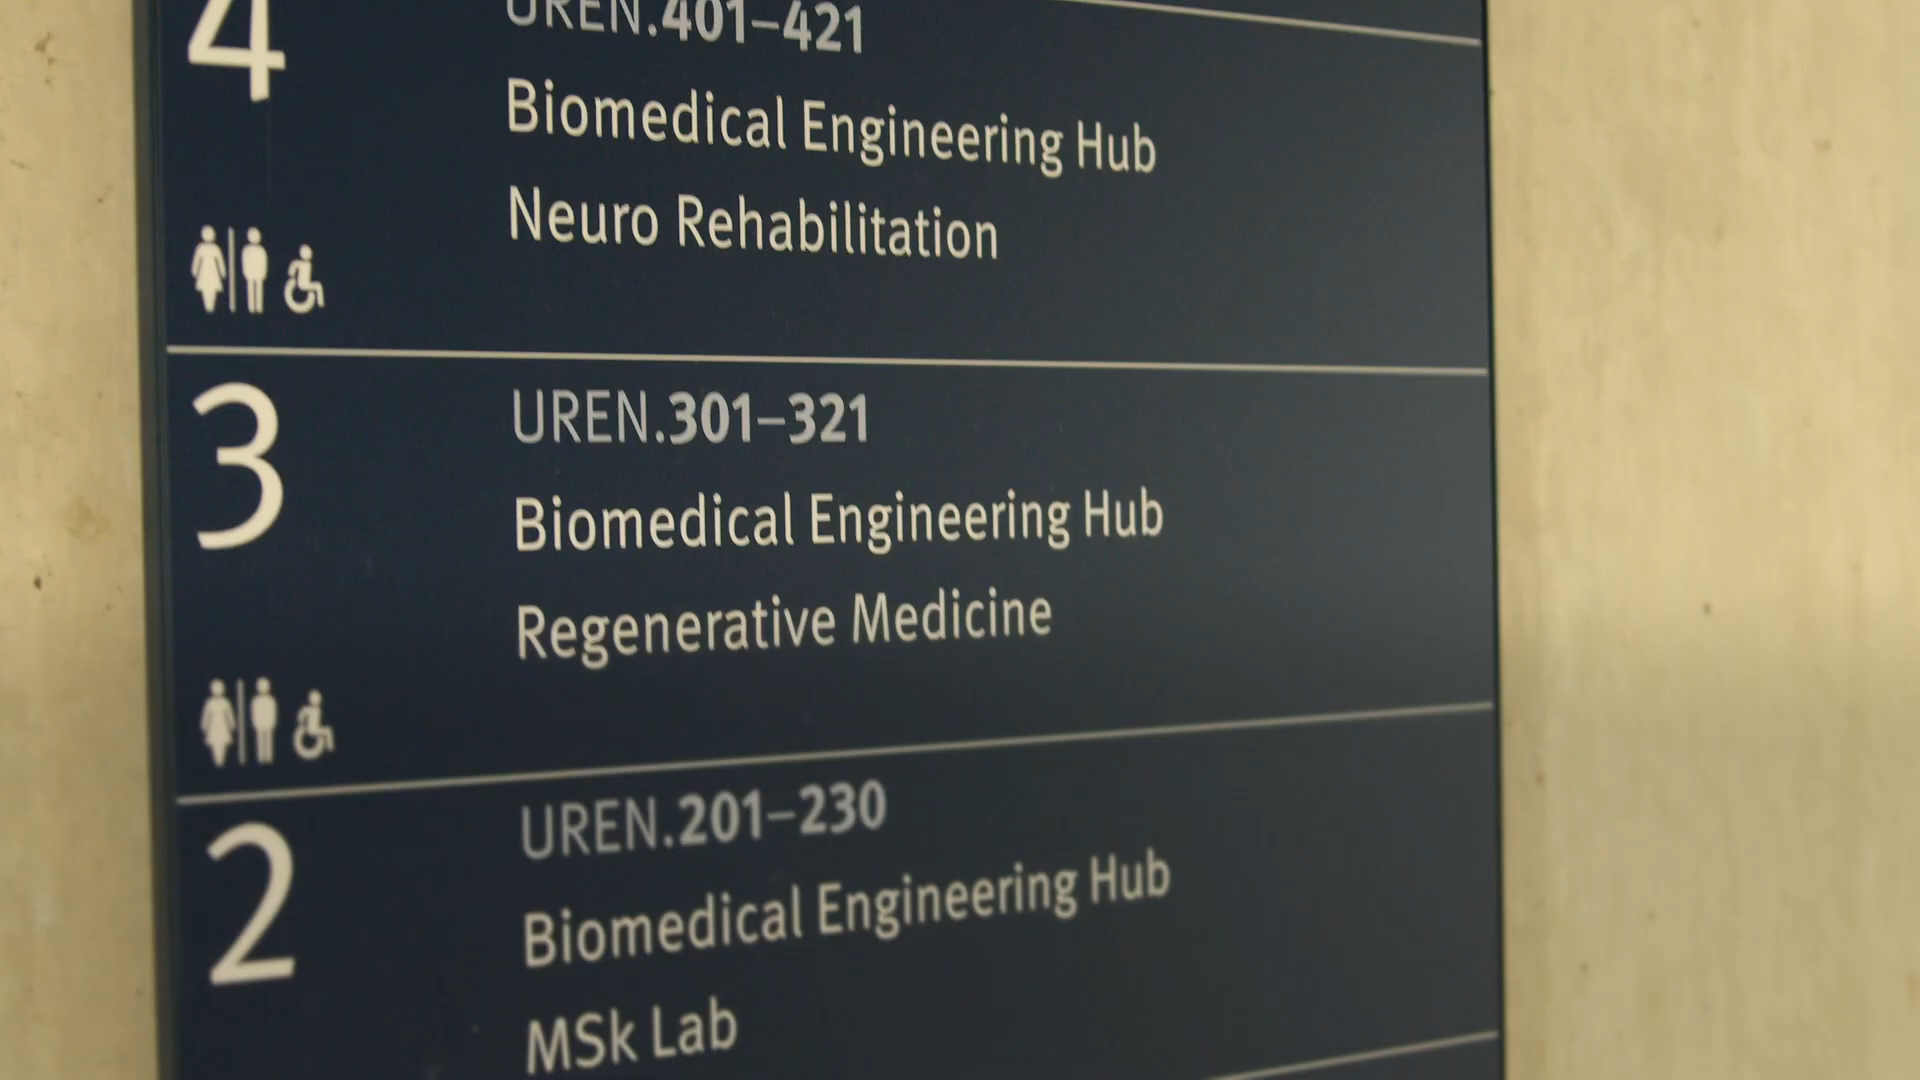 4
UREN.401–421
Biomedical Engineering Hub
Neuro Rehabilitation
3
UREN.301–321
Biomedical Engineering Hub
Regenerative Medicine
2
UREN.201–230
Biomedical Engineering Hub
MSk Lab